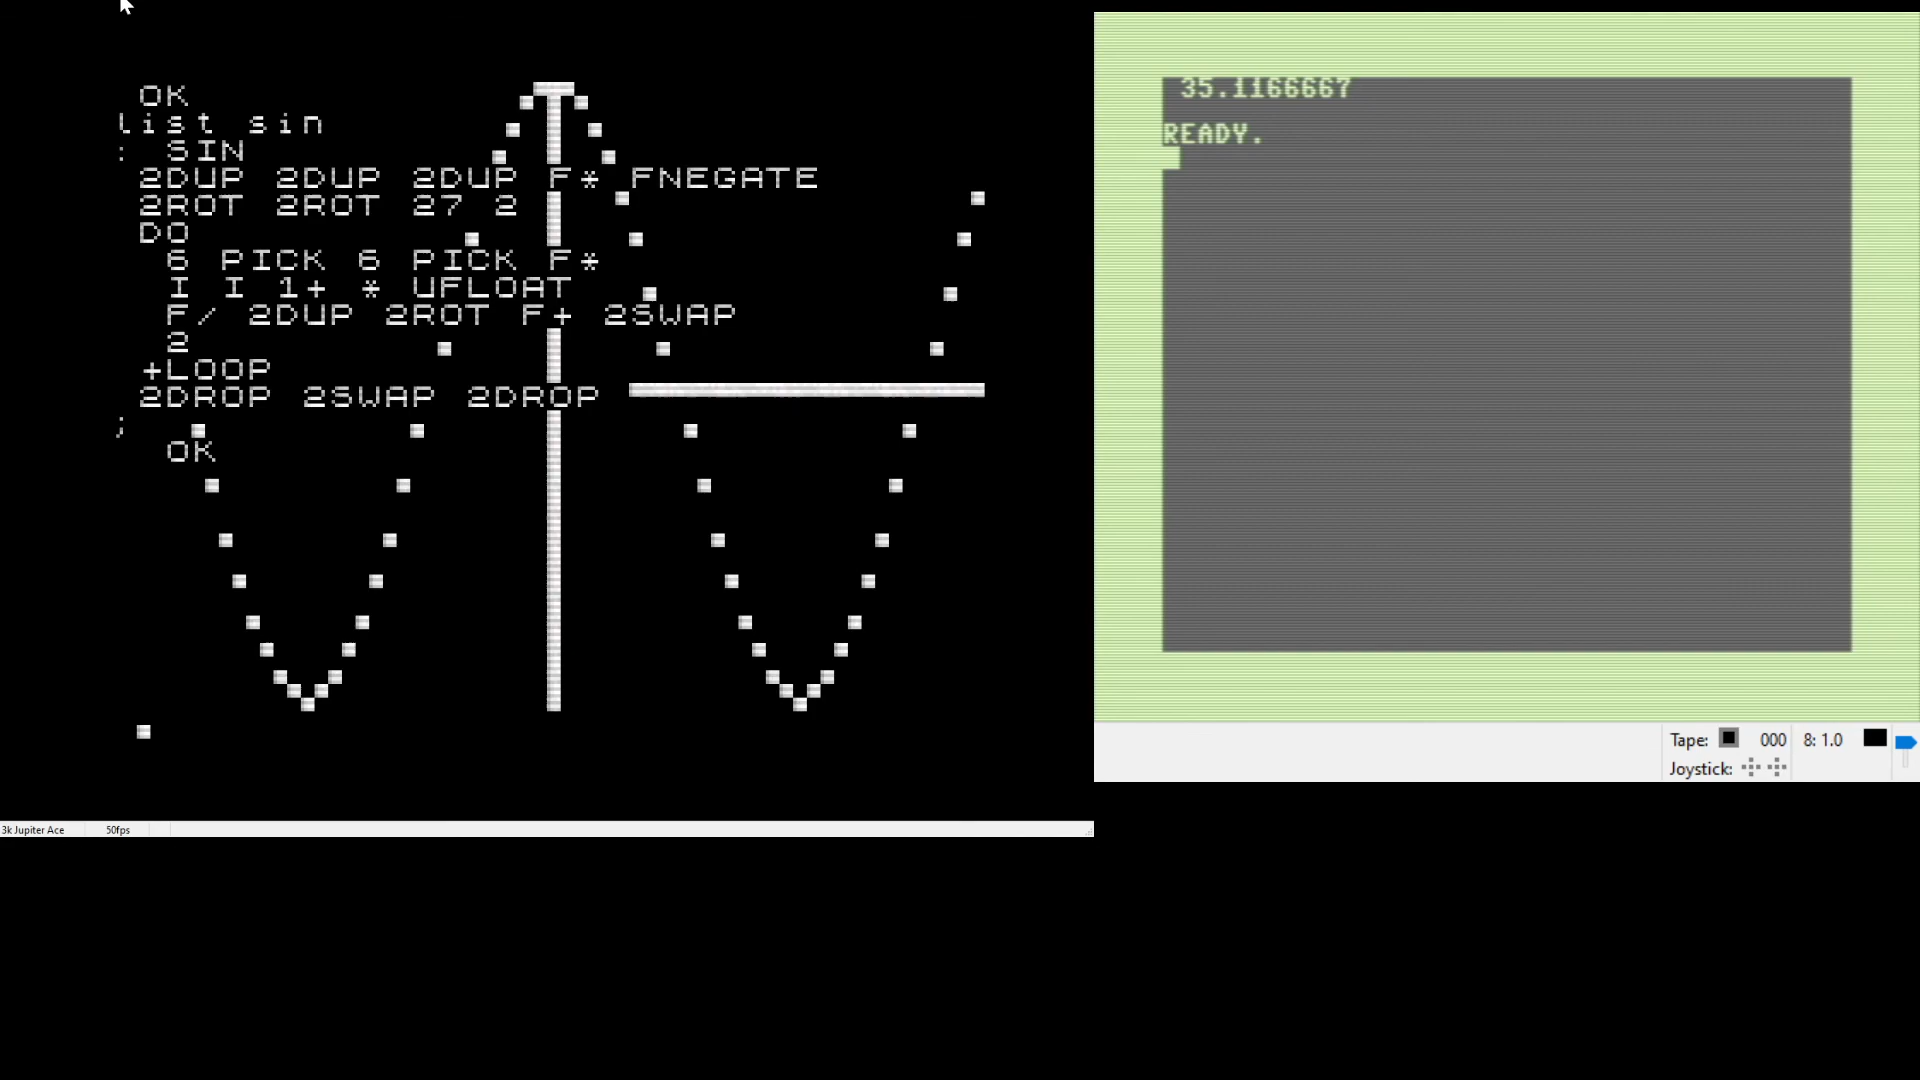 OK
list sin
: SIN
2DUP 2DUP 2DUP F* FNEGATE
2ROT 2ROT 27 2
DO
6 PICK 6 PICK F*
I I 1+ * UFLOAT
F/ 2DUP 2ROT F+ 2SWAP
2
+LOOP
2DROP 2SWAP 2DROP
;
OK
3k Jupiter Ace 50fps
35.1166667
READY.
Tape: 000 8: 1.0
Joystick: